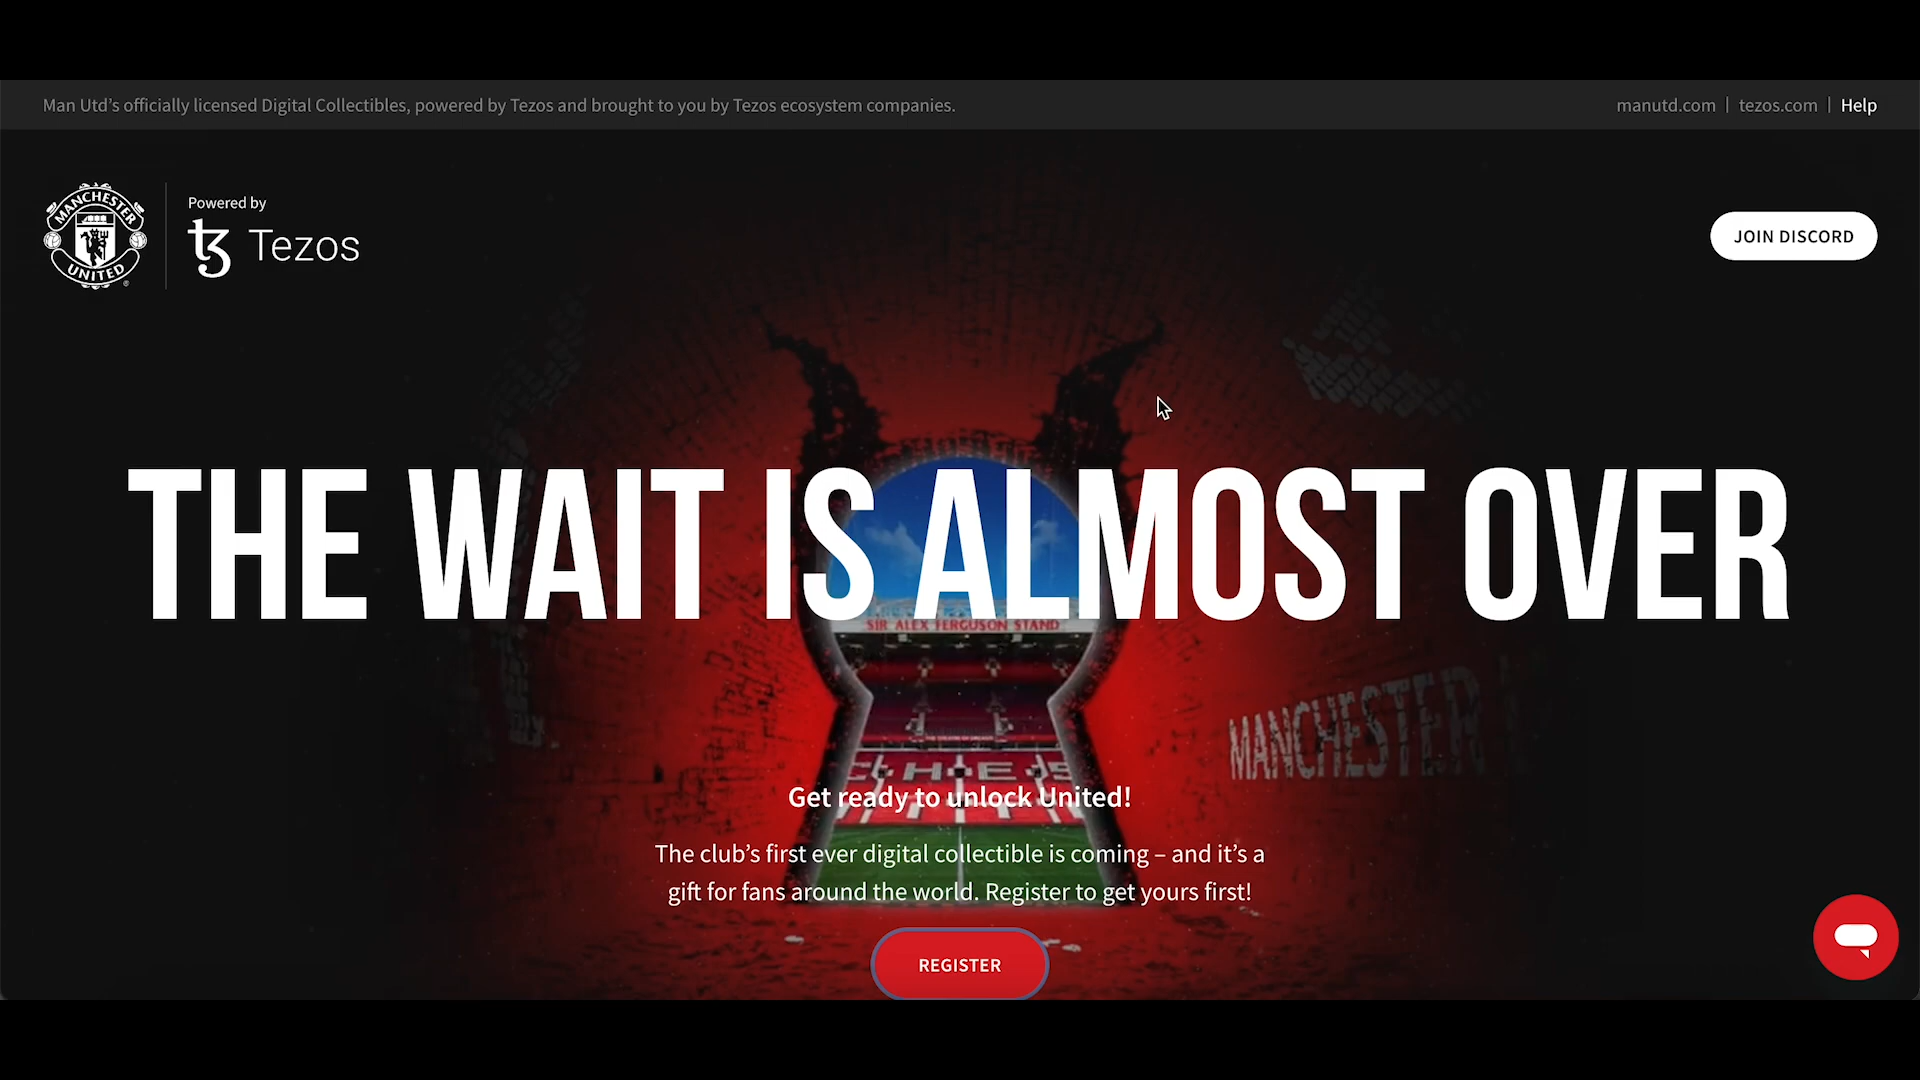 Man Utd’s officially licensed Digital Collectibles, powered by Tezos and brought to you by Tezos ecosystem companies.
manutd.com | tezos.com | Help
MANCHESTER
UNITED
Powered by
Tezos
JOIN DISCORD
THE WAIT IS ALMOST OVER
SIR ALEX FERGUSON STAND
MANCHESTER
CHES
Get ready to unlock United!
The club’s first ever digital collectible is coming – and it’s a
gift for fans around the world. Register to get yours first!
REGISTER